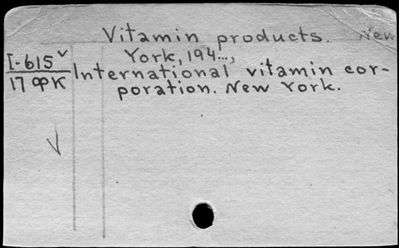 Vitamin products. New
York, 194...,
I-615 International vitamin cor-
17 ФК poration. New York.